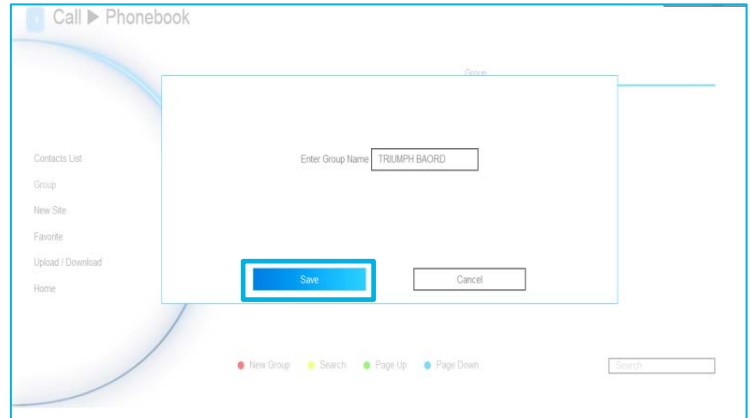 Call ▶ Phonebook
Group
Enter Group Name TRIUMPH BAORD
Contacts List
Group
New Site
Favorite
Upload / Download
Home
Save Cancel
New Group Search Page Up Page Down Search